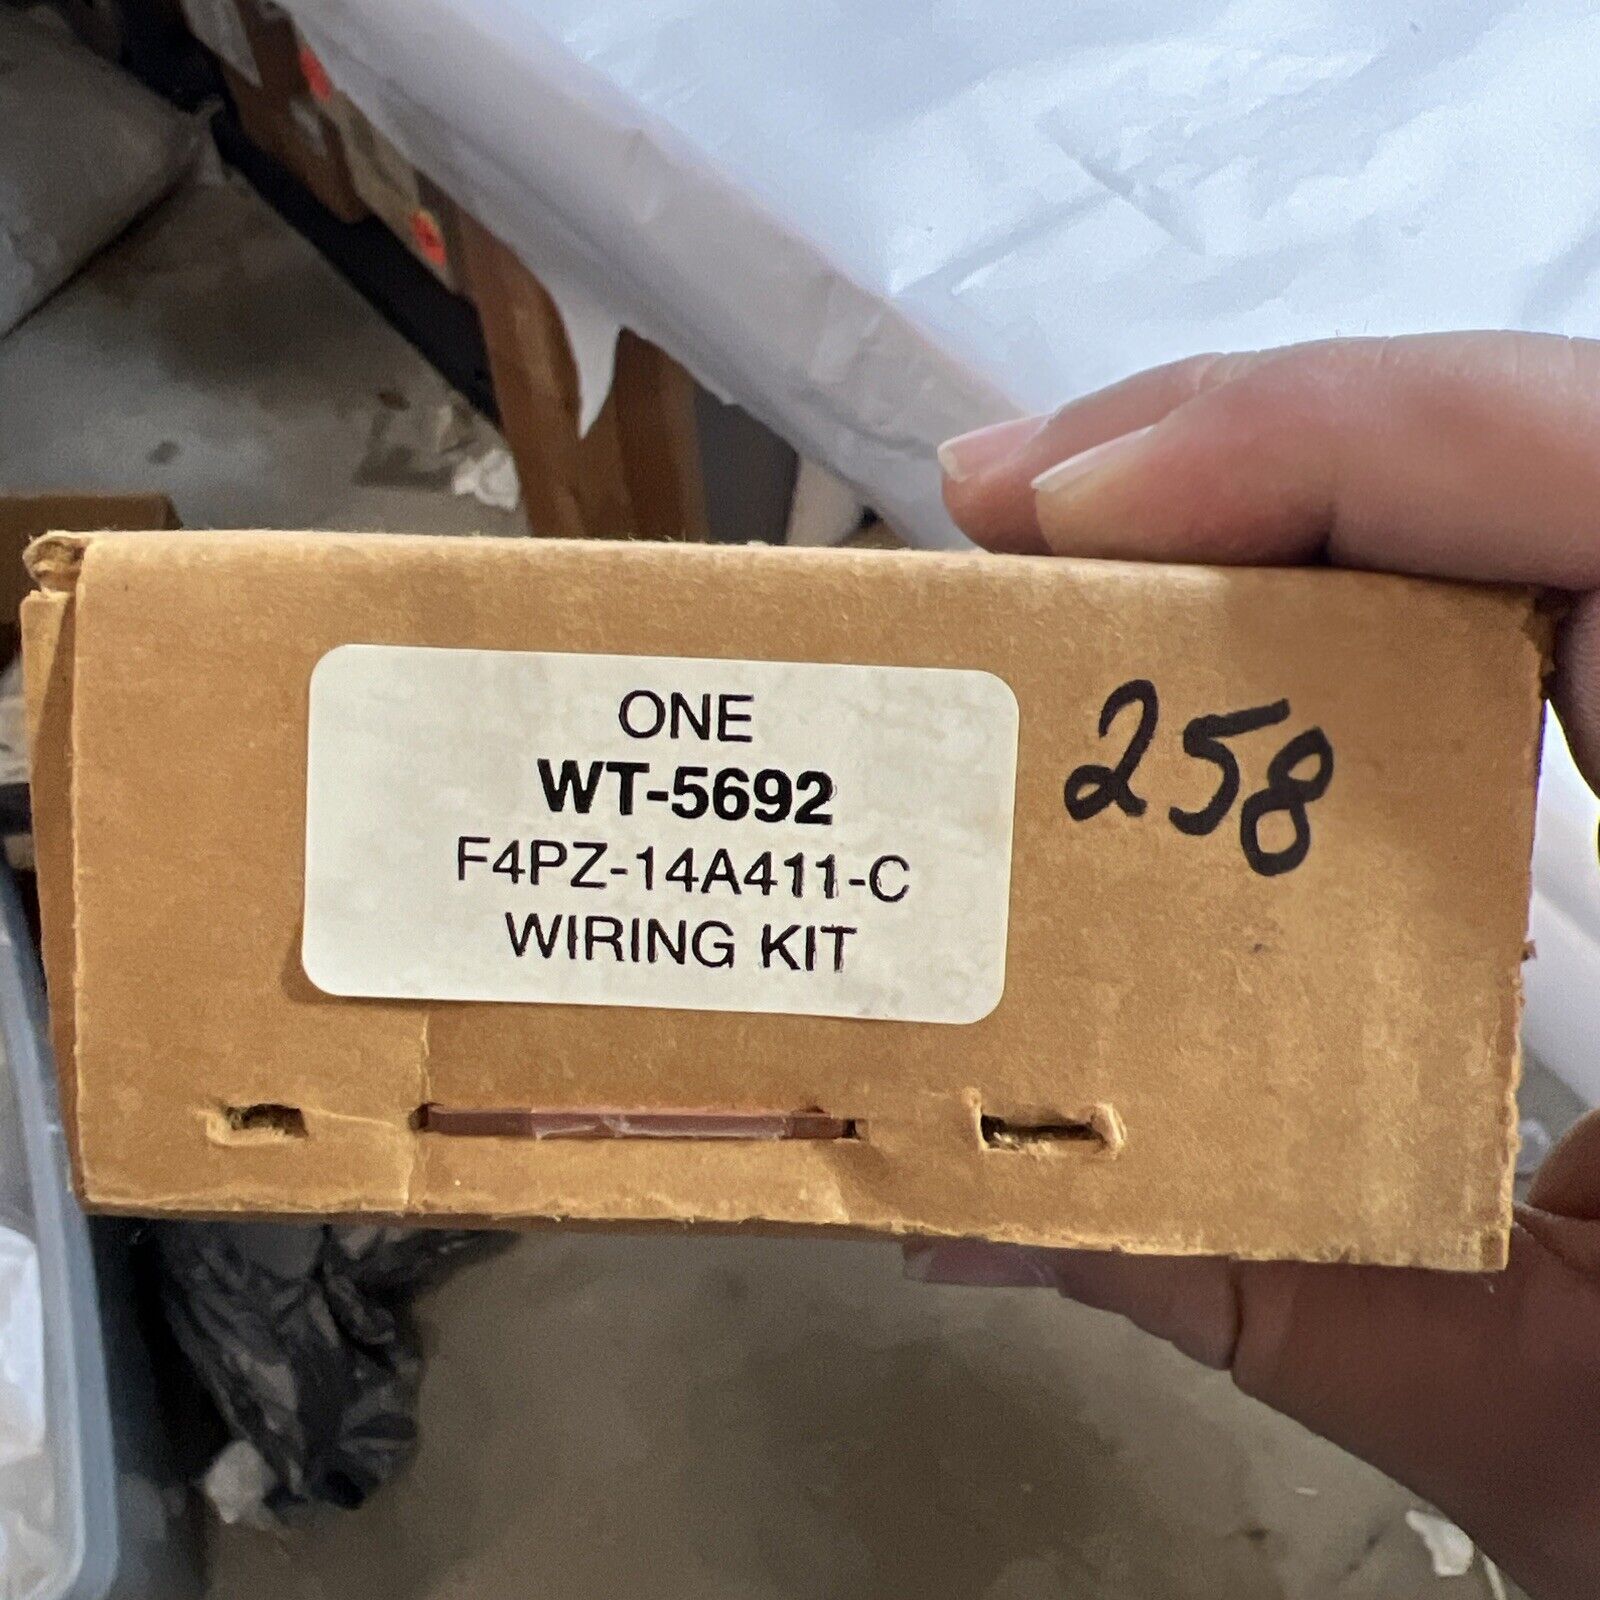 ONE
WT-5692
F4PZ-14A411-C
WIRING KIT
258